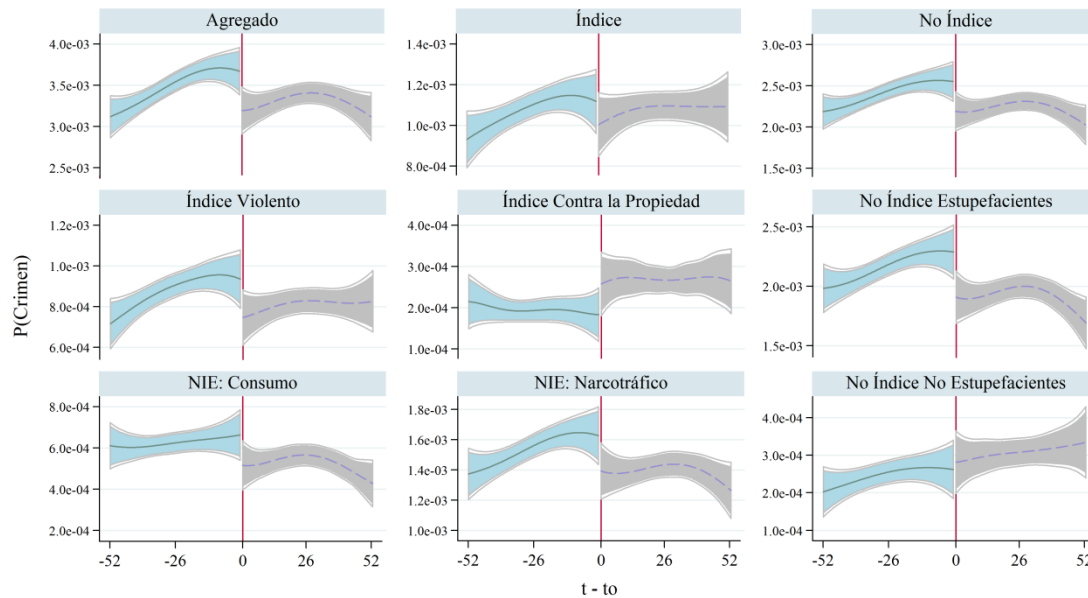 Agregado
4.0e-03
3.5e-03
3.0e-03
2.5e-03
Índice
1.4e-03
1.2e-03
1.0e-03
8.0e-04
No Índice
3.0e-03
2.5e-03
2.0e-03
1.5e-03
Índice Violento
1.2e-03
1.0e-03
8.0e-04
6.0e-04
Índice Contra la Propiedad
4.0e-04
3.0e-04
2.0e-04
1.0e-04
No Índice Estupefacientes
2.5e-03
2.0e-03
1.5e-03
NIE: Consumo
8.0e-04
6.0e-04
4.0e-04
2.0e-04
-52 -26 0 26 52
NIE: Narcotráfico
1.8e-03
1.6e-03
1.4e-03
1.2e-03
1.0e-03
-52 -26 0 26 52
No Índice No Estupefacientes
4.0e-04
3.0e-04
2.0e-04
1.0e-04
-52 -26 0 26 52
P(Crimen)
t - to